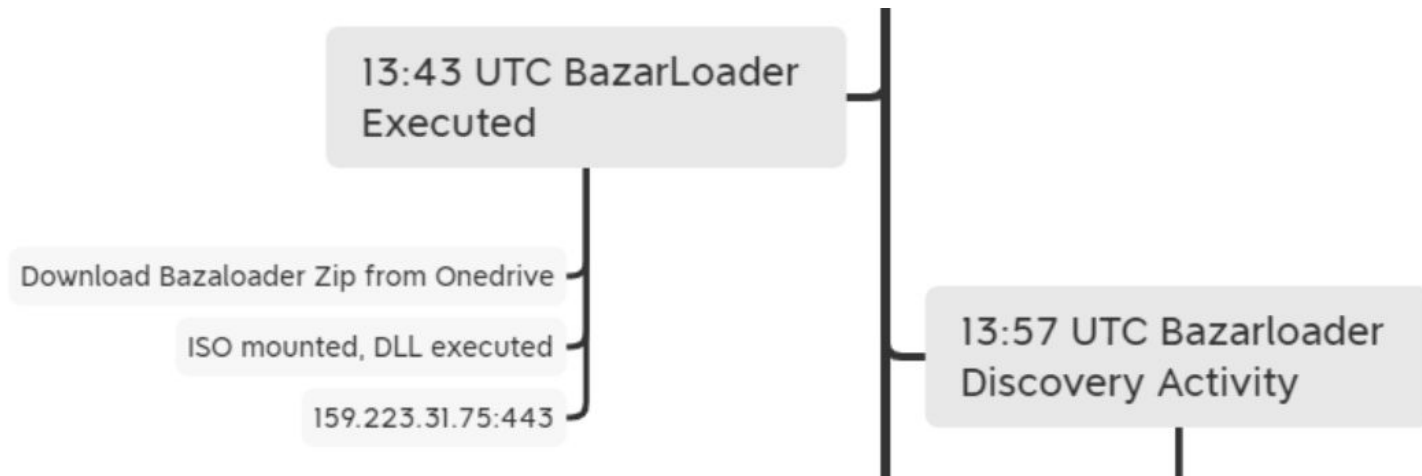 13:43 UTC BazarLoader
Executed
Download Bazaloader Zip from Onedrive
ISO mounted, DLL executed
159.223.31.75:443
13:57 UTC Bazarloader
Discovery Activity